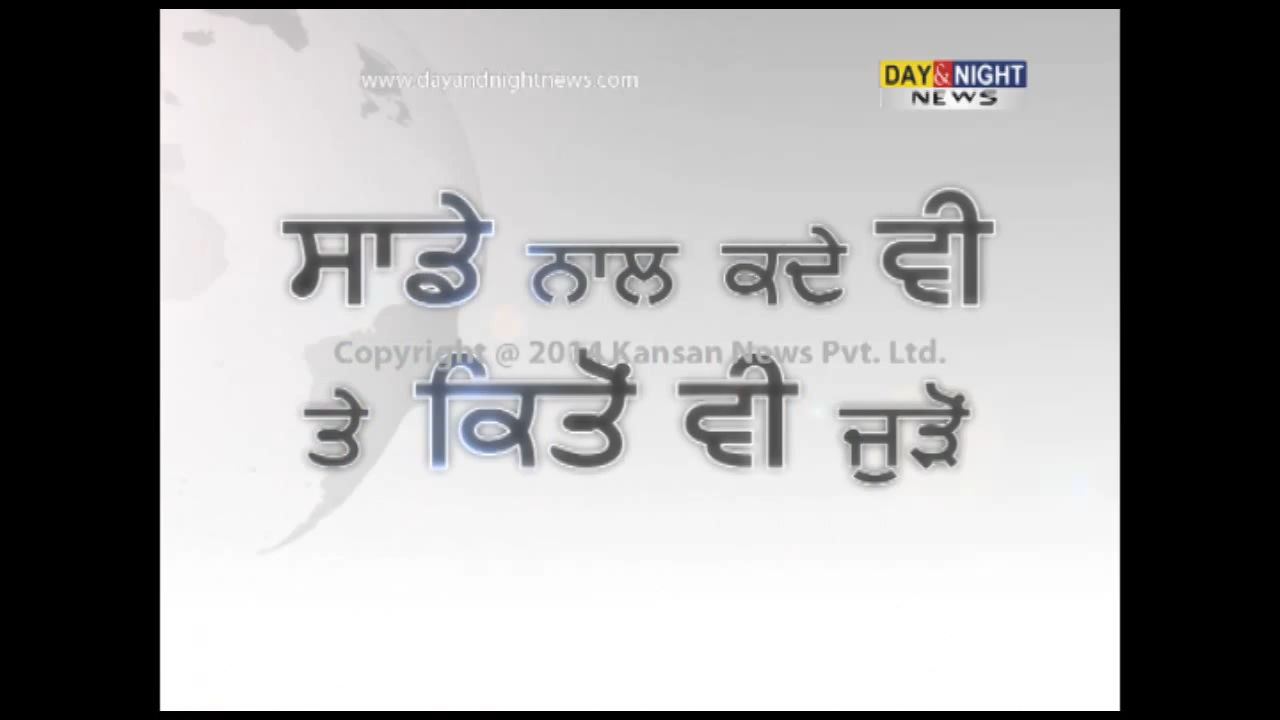 www.dayandnightnews.com
DAY & NIGHT
NEWS
ਸਾਡੇ ਨਾਲ ਕਦੇ ਵੀ
Copyright @ 2014 Kansan News Pvt. Ltd.
ਤੇ ਕਿਤੋਂ ਵੀ ਜੁੜੋਂ